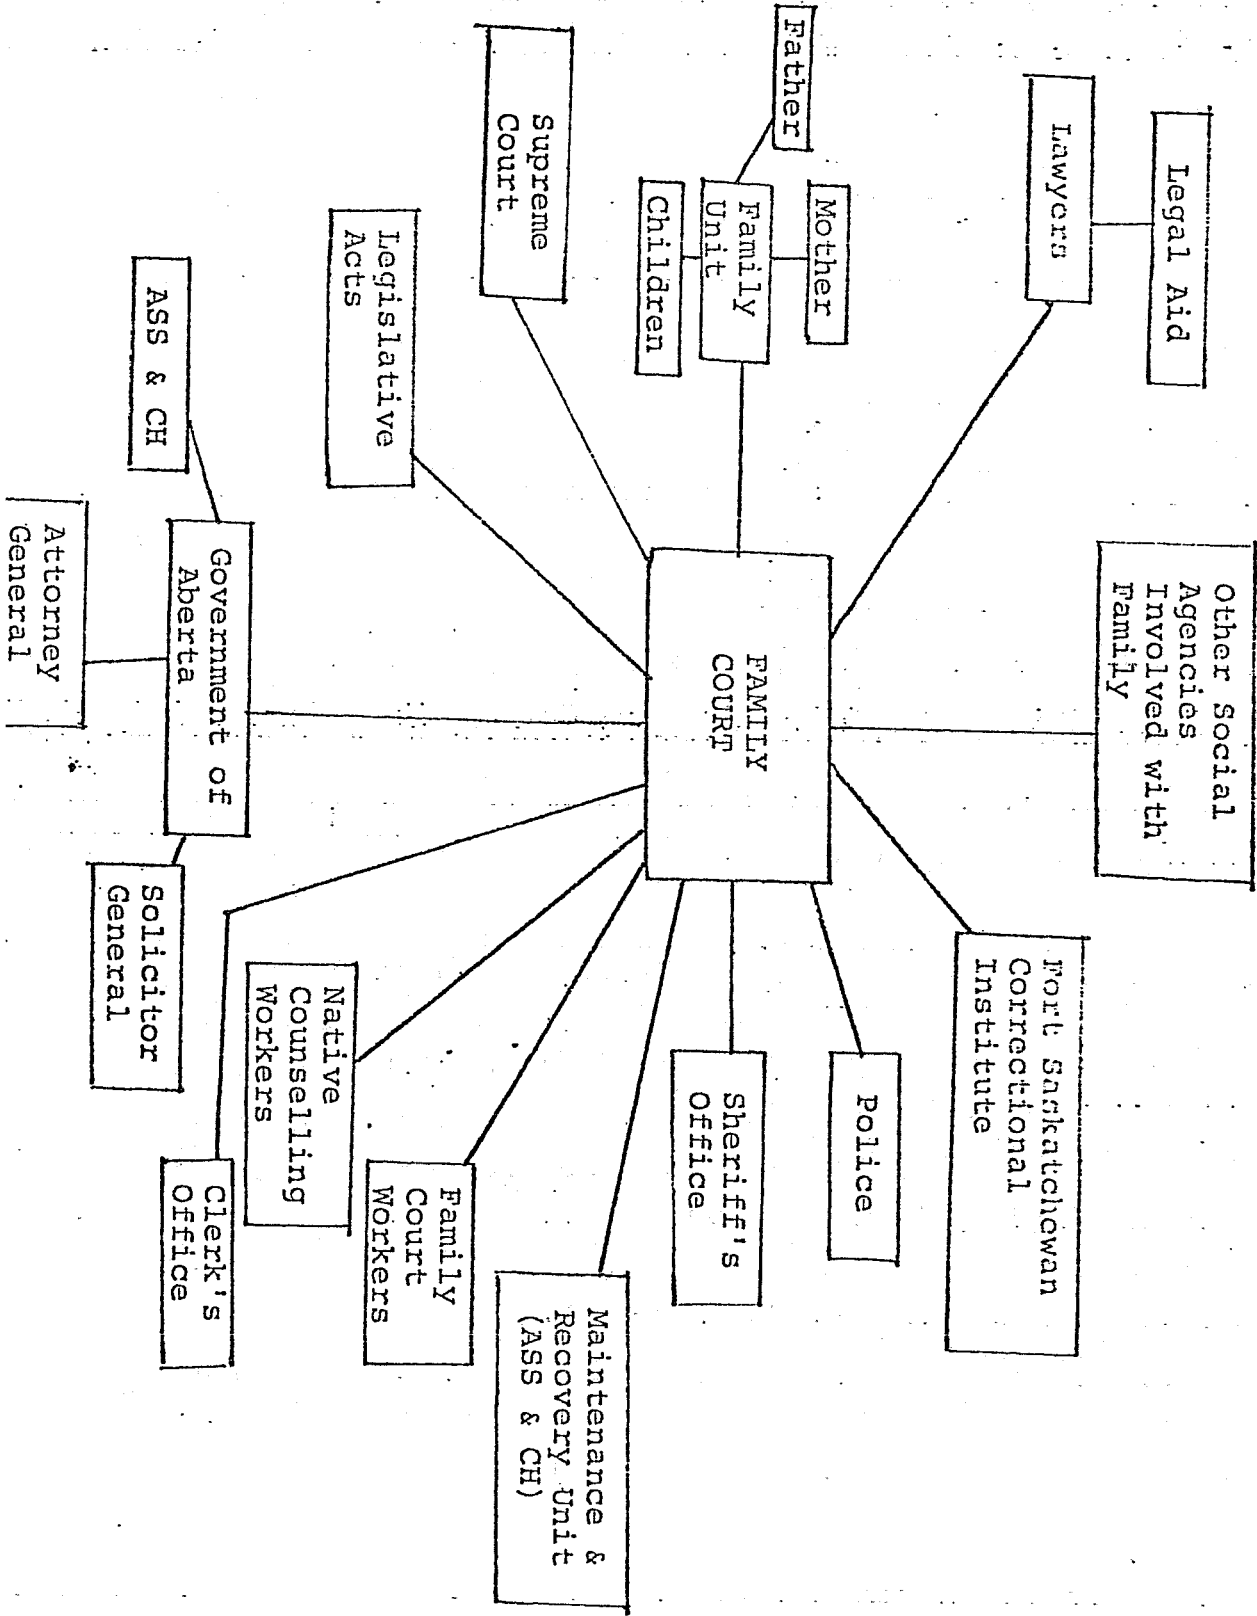 Legal Aid
Lawyers
Other Social
Agencies
Involved with
Family
Fort Saskatchewan
Correctional
Institute
Father
Mother
Family
Unit
Children
Police
Sheriff's
Office
FAMILY
COURT
Supreme
Court
Maintenance &
Recovery Unit
(ASS & CH)
Legislative
Acts
Family
Court
Workers
Native
Counselling
Workers
ASS & CH
Government of
Aberta
Clerk's
Office
Attorney
General
Solicitor
General